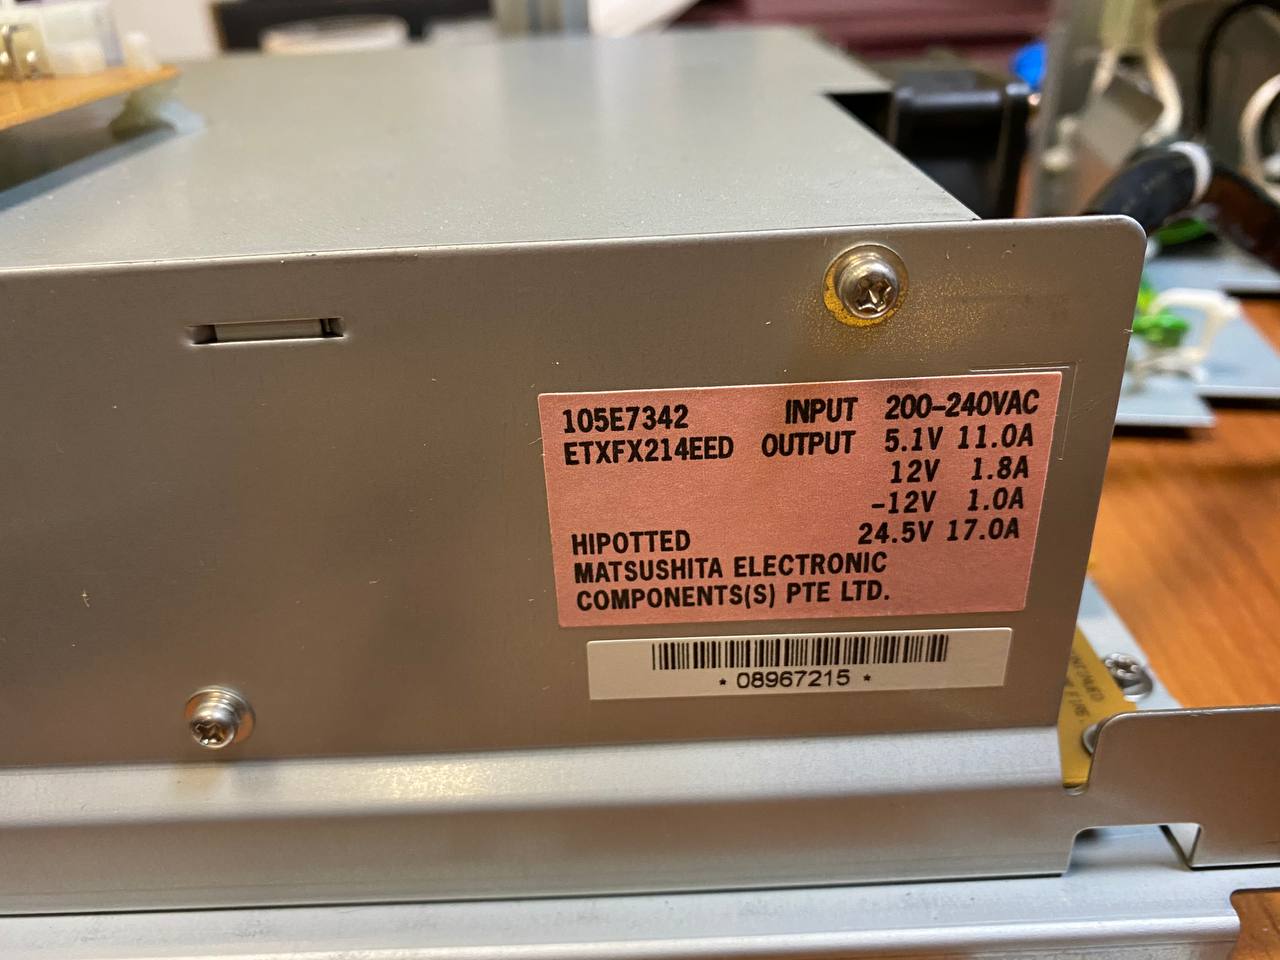 105E7342 INPUT 200-240VAC
ETXFX214EED OUTPUT 5.1V 11.0A
12V 1.8A
-12V 1.0A
HIPOTTED 24.5V 17.0A
MATSUSHITA ELECTRONIC
COMPONENTS(S) PTE LTD.
* 08967215 *
FIRE.